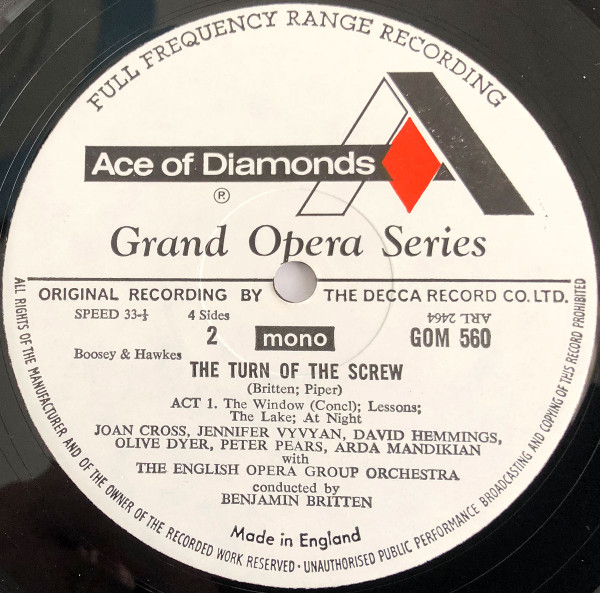 FULL FREQUENCY RANGE RECORDING
Ace of Diamonds
℗
Grand Opera Series
ORIGINAL RECORDING BY THE DECCA RECORD CO. LTD.
SPEED 33-⅓ 4 Sides ARL 2464
2 mono GOM 560
Boosey & Hawkes
THE TURN OF THE SCREW
(Britten; Piper)
ACT 1. The Window (Concl); Lessons;
The Lake; At Night
JOAN CROSS, JENNIFER VYVYAN, DAVID HEMMINGS,
OLIVE DYER, PETER PEARS, ARDA MANDIKIAN
with
THE ENGLISH OPERA GROUP ORCHESTRA
conducted by
BENJAMIN BRITTEN
Made in England
ALL RIGHTS OF THE MANUFACTURER AND OF THE OWNER OF THE RECORDED WORK RESERVED · UNAUTHORISED PUBLIC PERFORMANCE BROADCASTING AND COPYING OF THIS RECORD PROHIBITED